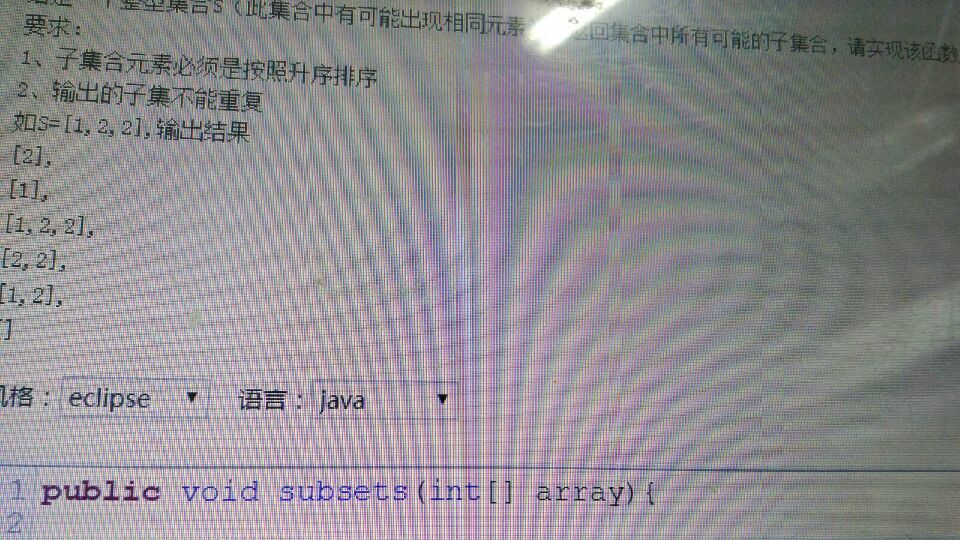 个整型集合S（此集合中有可能出现相同元素 回集合中所有可能的子集合，请实现该函数
要求：
1、子集合元素必须是按照升序排序
2、输出的子集不能重复
如S=[1,2,2],输出结果
[2],
[1],
[1,2,2],
[2,2],
[1,2],
[]
风格： eclipse ▼ 语言： java ▼
1 public void subsets(int[] array){
2